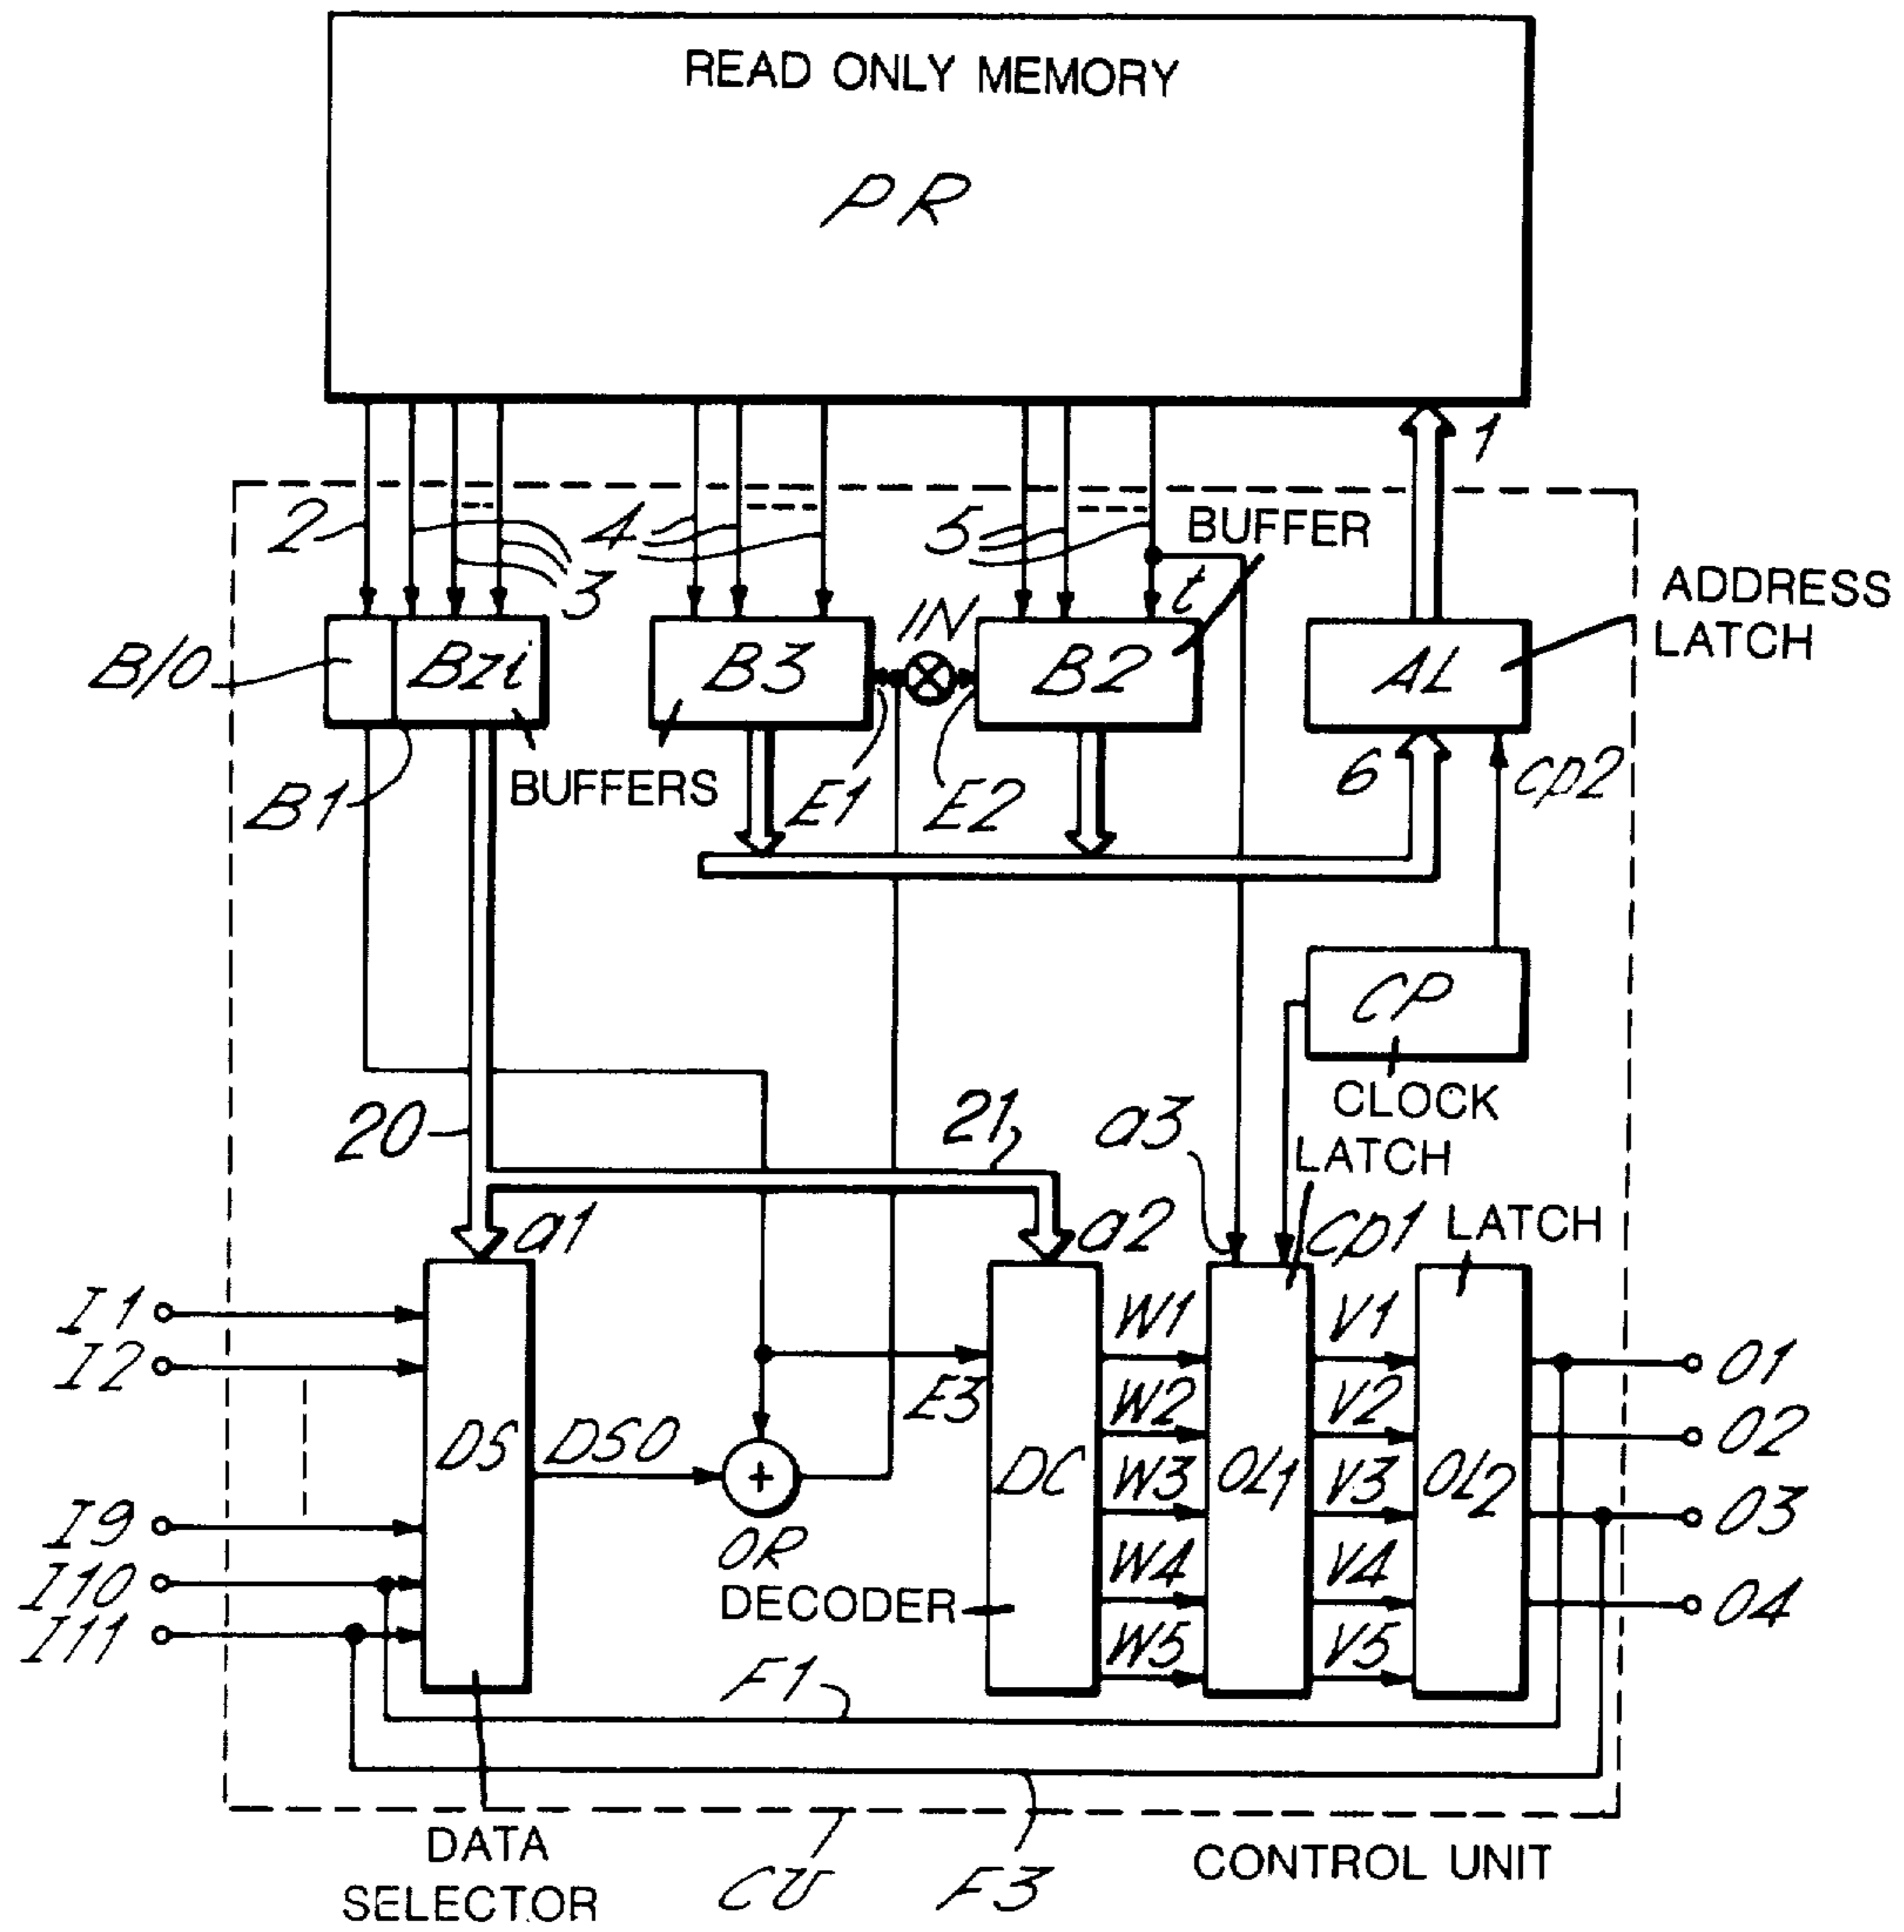 READ ONLY MEMORY
PR
1
2
3
4
5
BUFFER
t
ADDRESS
LATCH
B/O
Bzi
B3
IN
B2
AL
B1
BUFFERS
E1
E2
6
cp2
CP
CLOCK
20
21
a3
LATCH
a1
a2
cp1
LATCH
I1
I2
I9
I10
I11
DS
DSO
OR
E3
DECODER
DC
W1
W2
W3
W4
W5
OL1
V1
V2
V3
V4
V5
OL2
O1
O2
O3
O4
F1
F3
DATA
SELECTOR
CU
CONTROL UNIT